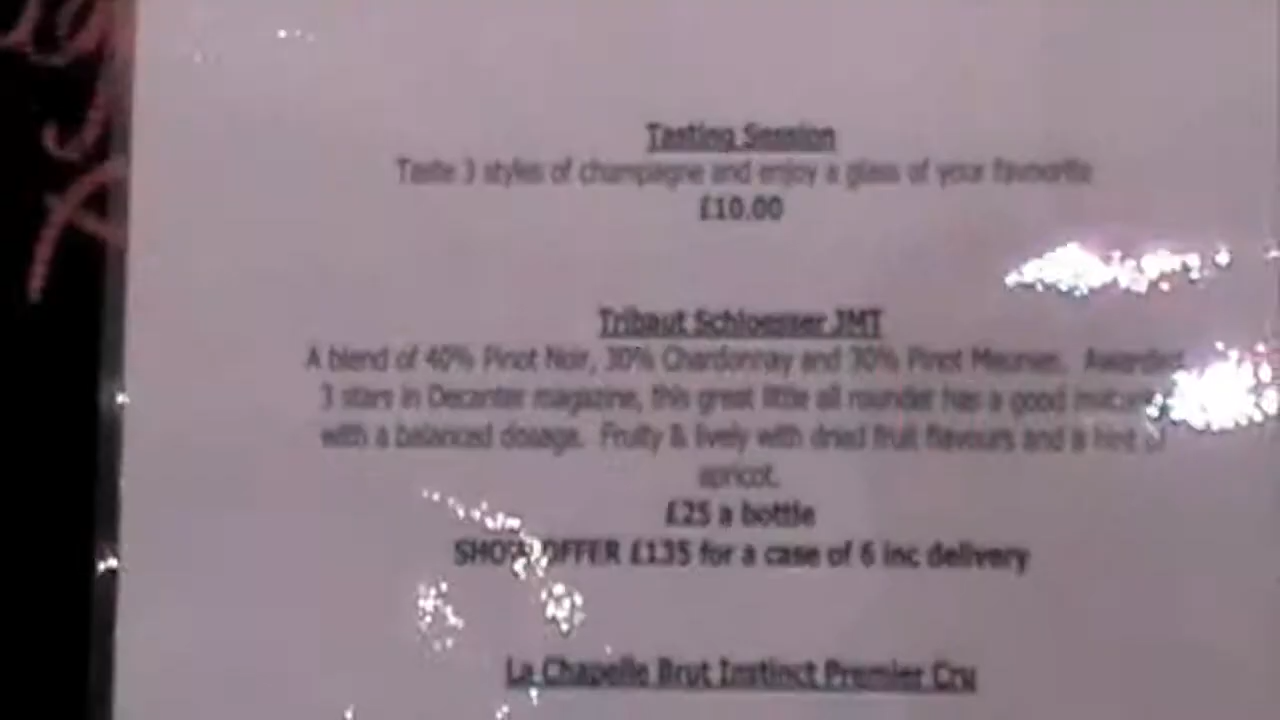 Tasting Session
Taste 3 styles of champagne and enjoy a glass of your favourite
£10.00
Tribaut Schloesser JMT
A blend of 40% Pinot Noir, 30% Chardonnay and 30% Pinot Meunier. Awarded
3 stars in Decanter magazine, this great little all rounder has a good
with a balanced dosage. Fruity & lively with dried fruit flavours and a hint of
apricot.
£25 a bottle
SHOW OFFER £135 for a case of 6 inc delivery
La Chapelle Brut Instinct Premier Cru